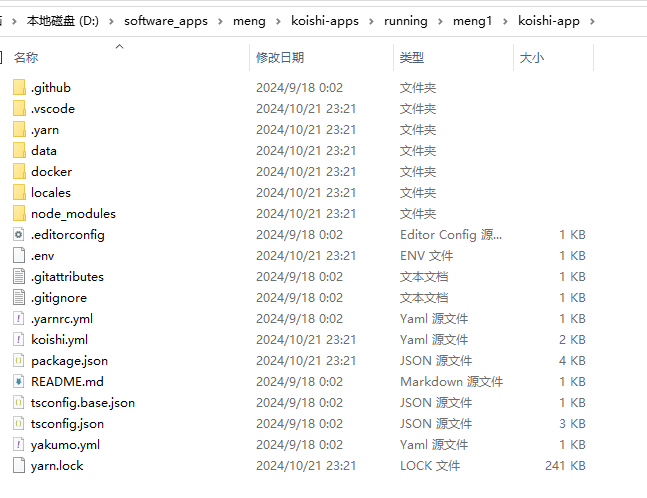 本地磁盘 (D:) > software_apps > meng > koishi-apps > running > meng1 > koishi-app >
名称 修改日期 类型 大小
.github 2024/9/18 0:02 文件夹
.vscode 2024/10/21 23:21 文件夹
.yarn 2024/10/21 23:21 文件夹
data 2024/10/21 23:21 文件夹
docker 2024/10/21 23:21 文件夹
locales 2024/10/21 23:21 文件夹
node_modules 2024/10/21 23:21 文件夹
.editorconfig 2024/9/18 0:02 Editor Config 源... 1 KB
.env 2024/10/21 23:21 ENV 文件 1 KB
.gitattributes 2024/9/18 0:02 文本文档 1 KB
.gitignore 2024/9/18 0:02 文本文档 1 KB
.yarnrc.yml 2024/9/18 0:02 Yaml 源文件 1 KB
koishi.yml 2024/10/21 23:21 Yaml 源文件 2 KB
package.json 2024/10/21 23:21 JSON 源文件 4 KB
README.md 2024/9/18 0:02 Markdown 源文件 1 KB
tsconfig.base.json 2024/9/18 0:02 JSON 源文件 1 KB
tsconfig.json 2024/9/18 0:02 JSON 源文件 3 KB
yakumo.yml 2024/9/18 0:02 Yaml 源文件 1 KB
yarn.lock 2024/10/21 23:21 LOCK 文件 241 KB